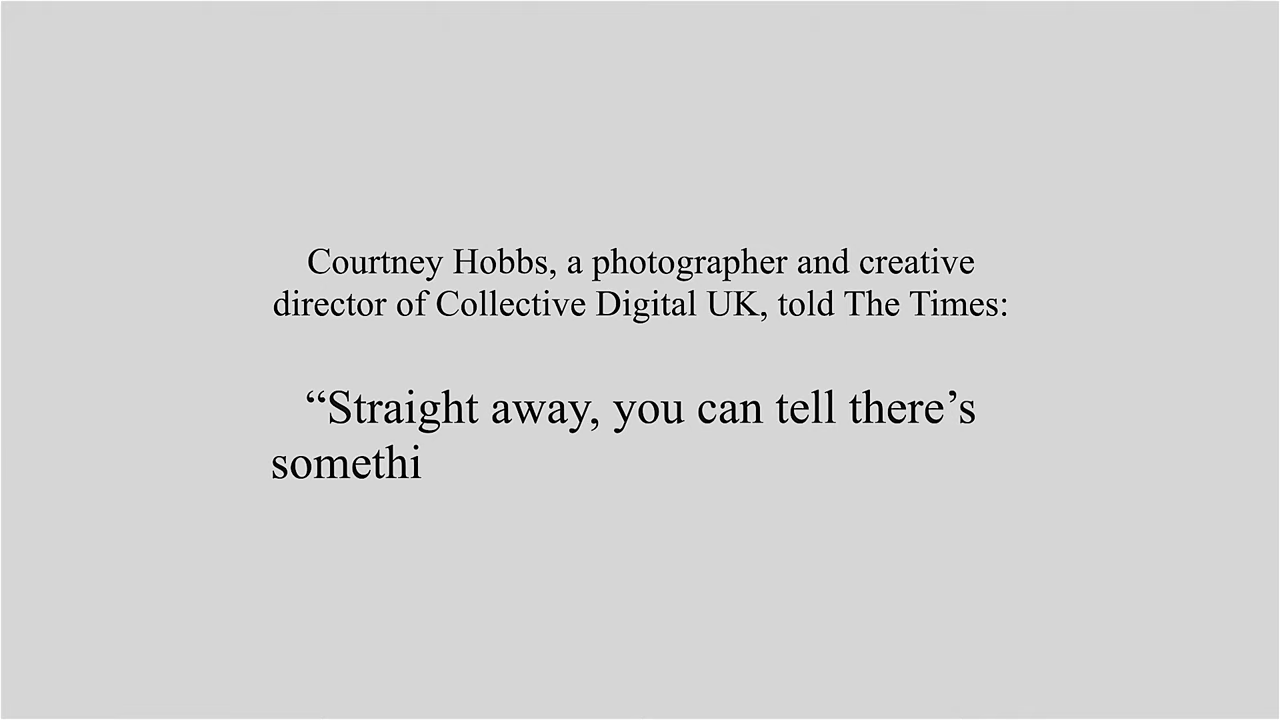 Courtney Hobbs, a photographer and creative
director of Collective Digital UK, told The Times:
“Straight away, you can tell there’s
somethi